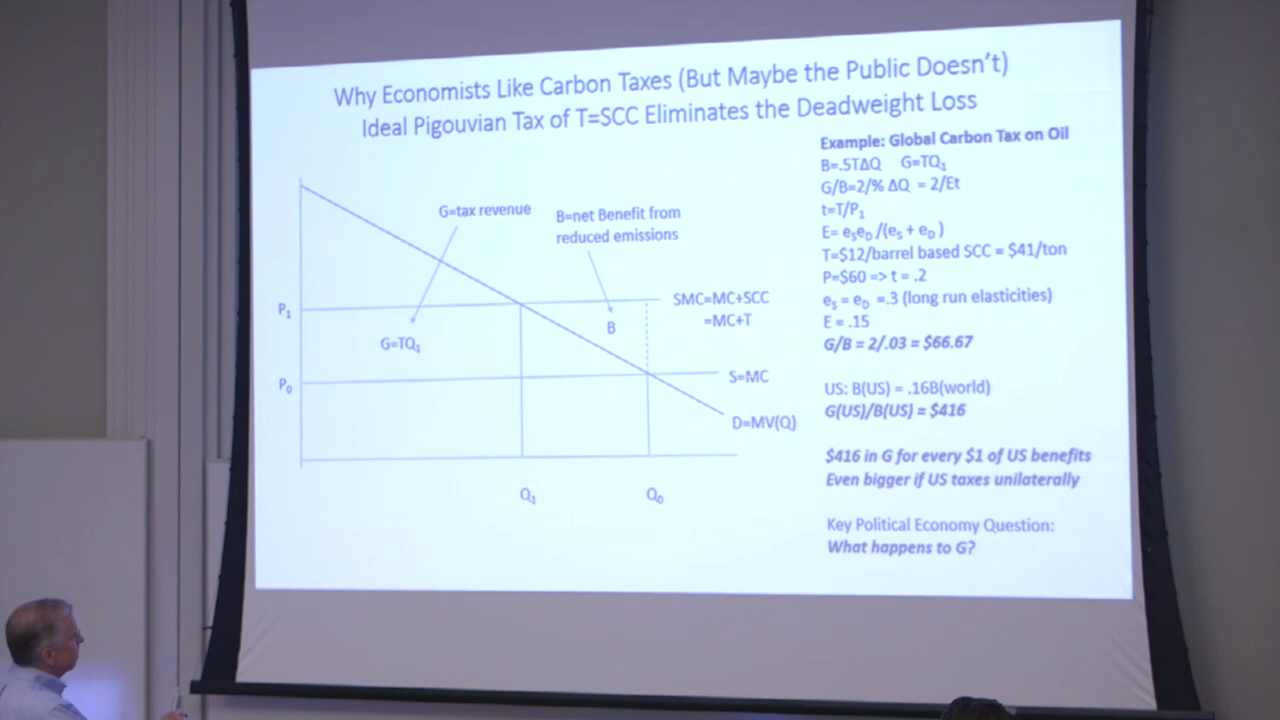 Why Economists Like Carbon Taxes (But Maybe the Public Doesn't)
Ideal Pigouvian Tax of T=SCC Eliminates the Deadweight Loss
G=tax revenue
B=net Benefit from
reduced emissions
P₁
SMC=MC+SCC
=MC+T
B
G=TQ₁
P₀
S=MC
D=MV(Q)
Q₁
Q₀
Example: Global Carbon Tax on Oil
B=.5TΔQ G=TQ₁
G/B=2/% ΔQ = 2/Et
t=T/P₁
E= eₛe_D /(eₛ + e_D )
T=$12/barrel based SCC = $41/ton
P=$60 => t = .2
eₛ = e_D =.3 (long run elasticities)
E = .15
G/B = 2/.03 = $66.67
US: B(US) = .16B(world)
G(US)/B(US) = $416
$416 in G for every $1 of US benefits
Even bigger if US taxes unilaterally
Key Political Economy Question:
What happens to G?